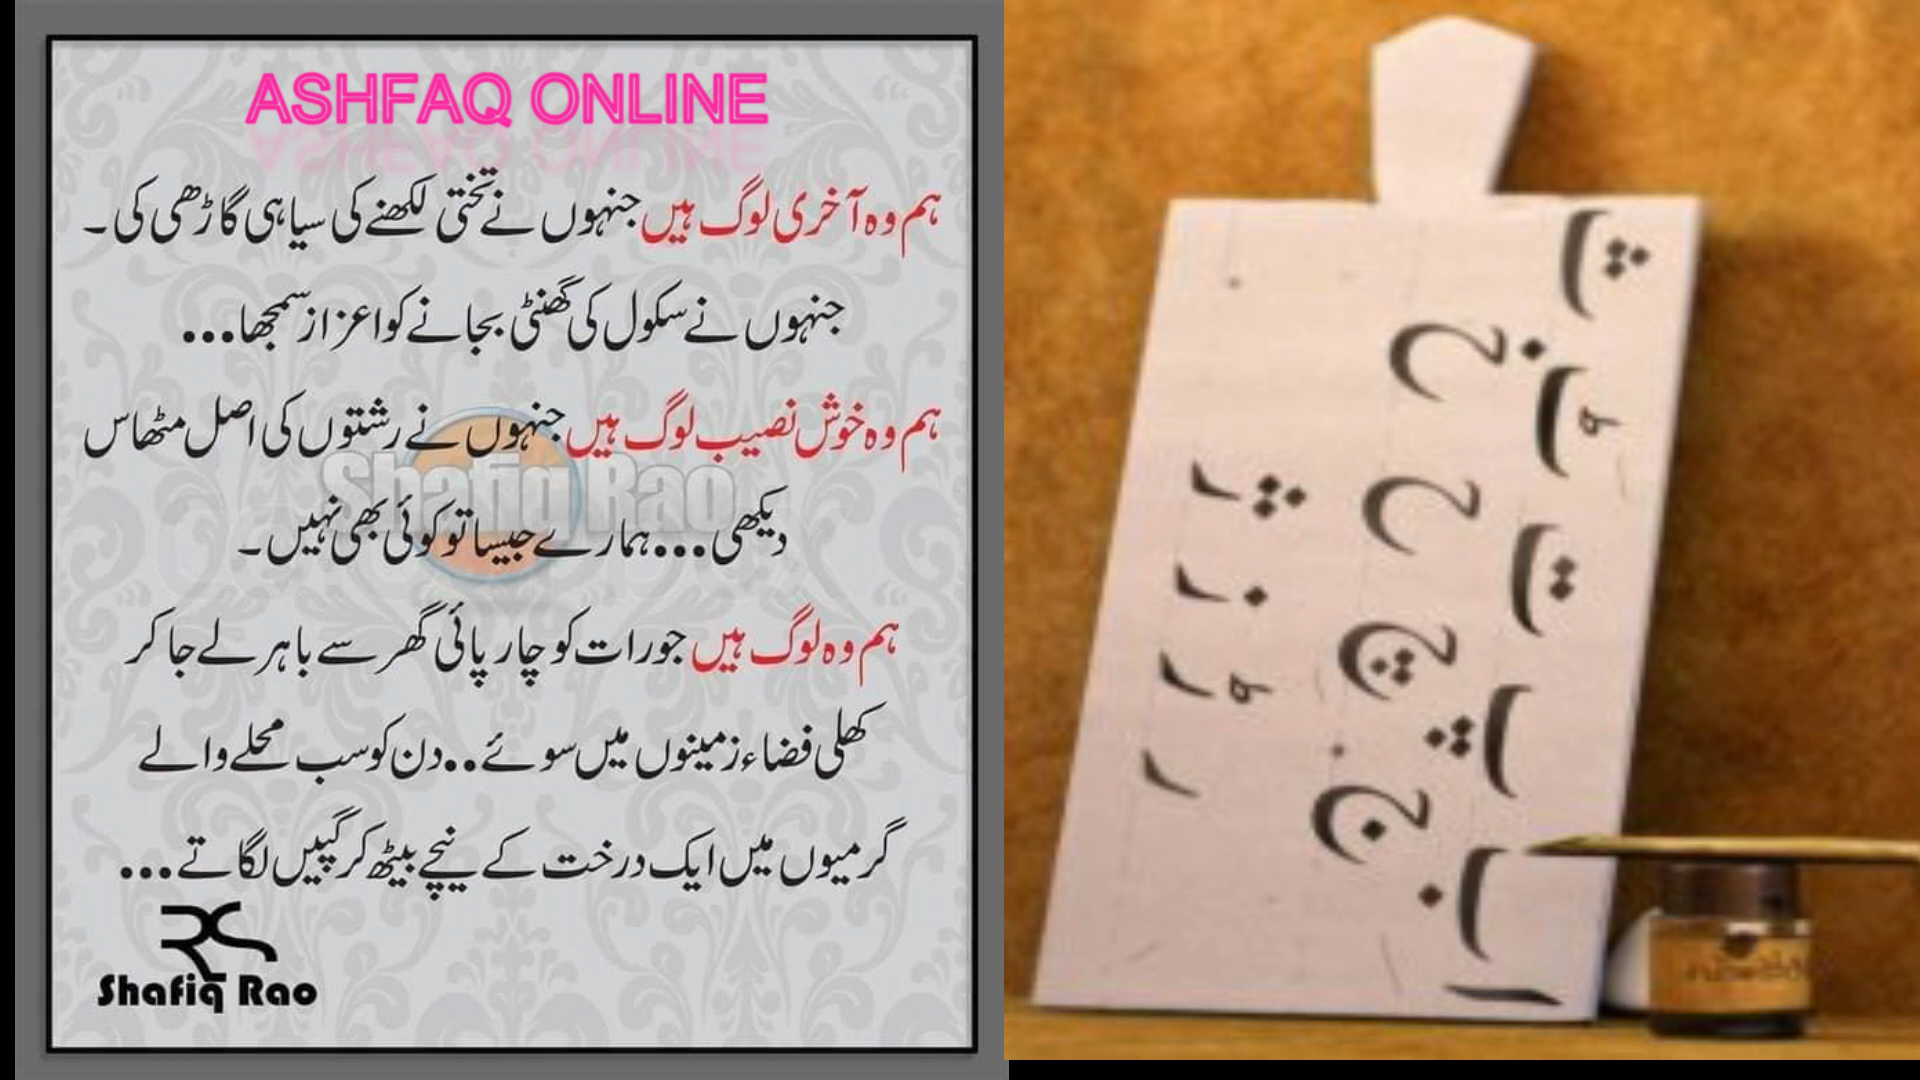 ASHFAQ ONLINE
ہم وہ آخری لوگ ہیں جنہوں نے تختی لکھنے کی سیاہی گاڑھی کی۔
جنہوں نے سکول کی گھنٹی بجانے کو اعزاز سمجھا...
ہم وہ خوش نصیب لوگ ہیں جنہوں نے رشتوں کی اصل مٹھاس
دیکھی...ہمارے جیسا تو کوئی بھی نہیں۔
ہم وہ لوگ ہیں جو رات کو چارپائی گھر سے باہر لے جا کر
کھلی فضاء زمینوں میں سوئے..دن کو سب محلے والے
گرمیوں میں ایک درخت کے نیچے بیٹھ کر گپیں لگاتے...
Shafiq Rao
RS
Shafiq Rao
ا ب پ ت ٹ ث
ج چ ح خ
ر ڑ ز ژ